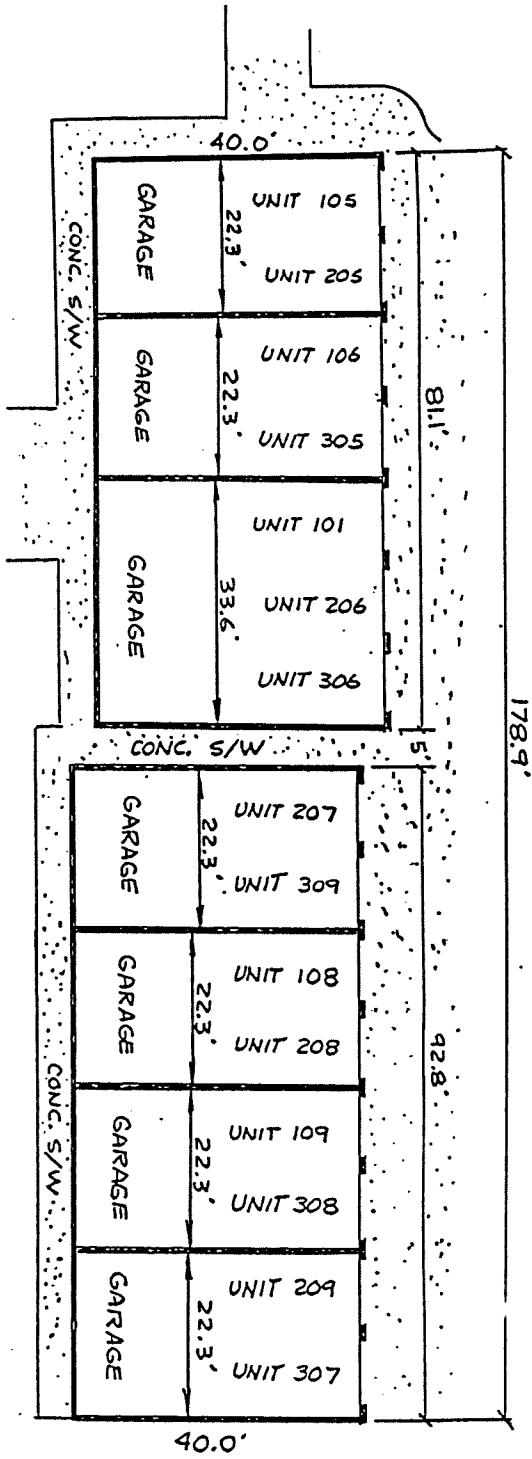 40.0'
UNIT 105
GARAGE
22.3'
UNIT 205
CONC. S/W
UNIT 106
GARAGE
22.3'
UNIT 305
81.1'
UNIT 101
GARAGE
33.6'
UNIT 206
UNIT 306
178.9'
CONC. S/W
5'
UNIT 207
GARAGE
22.3'
UNIT 309
UNIT 108
GARAGE
22.3'
UNIT 208
92.8'
CONC. S/W
UNIT 109
GARAGE
22.3'
UNIT 308
UNIT 209
GARAGE
22.3'
UNIT 307
40.0'